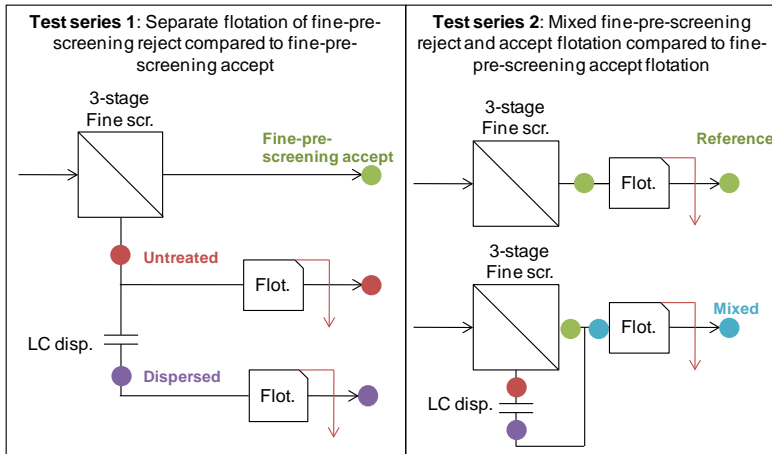 Test series 1: Separate flotation of fine-pre-
screening reject compared to fine-pre-
screening accept
3-stage
Fine scr.
Fine-pre-
screening accept
Untreated
Flot.
LC disp.
Dispersed
Flot.
Test series 2: Mixed fine-pre-screening
reject and accept flotation compared to fine-
pre-screening accept flotation
3-stage
Fine scr.
Reference
Flot.
3-stage
Fine scr.
Mixed
Flot.
LC disp.